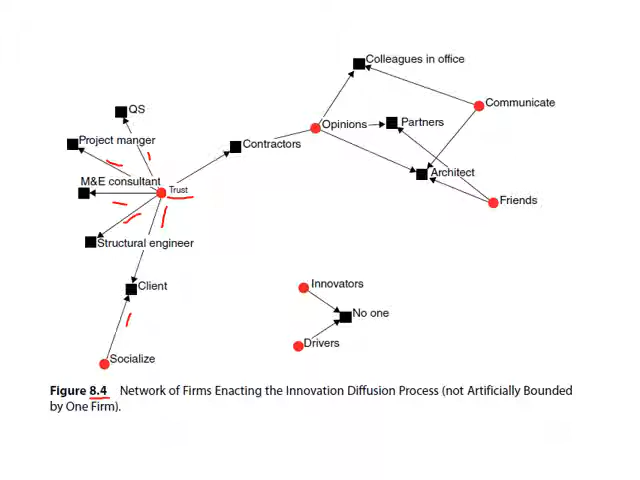 Colleagues in office
Communicate
QS
Opinions
Partners
Project manger
Contractors
M&E consultant
Trust
Architect
Friends
Structural engineer
Client
Innovators
No one
Drivers
Socialize
Figure 8.4 Network of Firms Enacting the Innovation Diffusion Process (not Artificially Bounded
by One Firm).